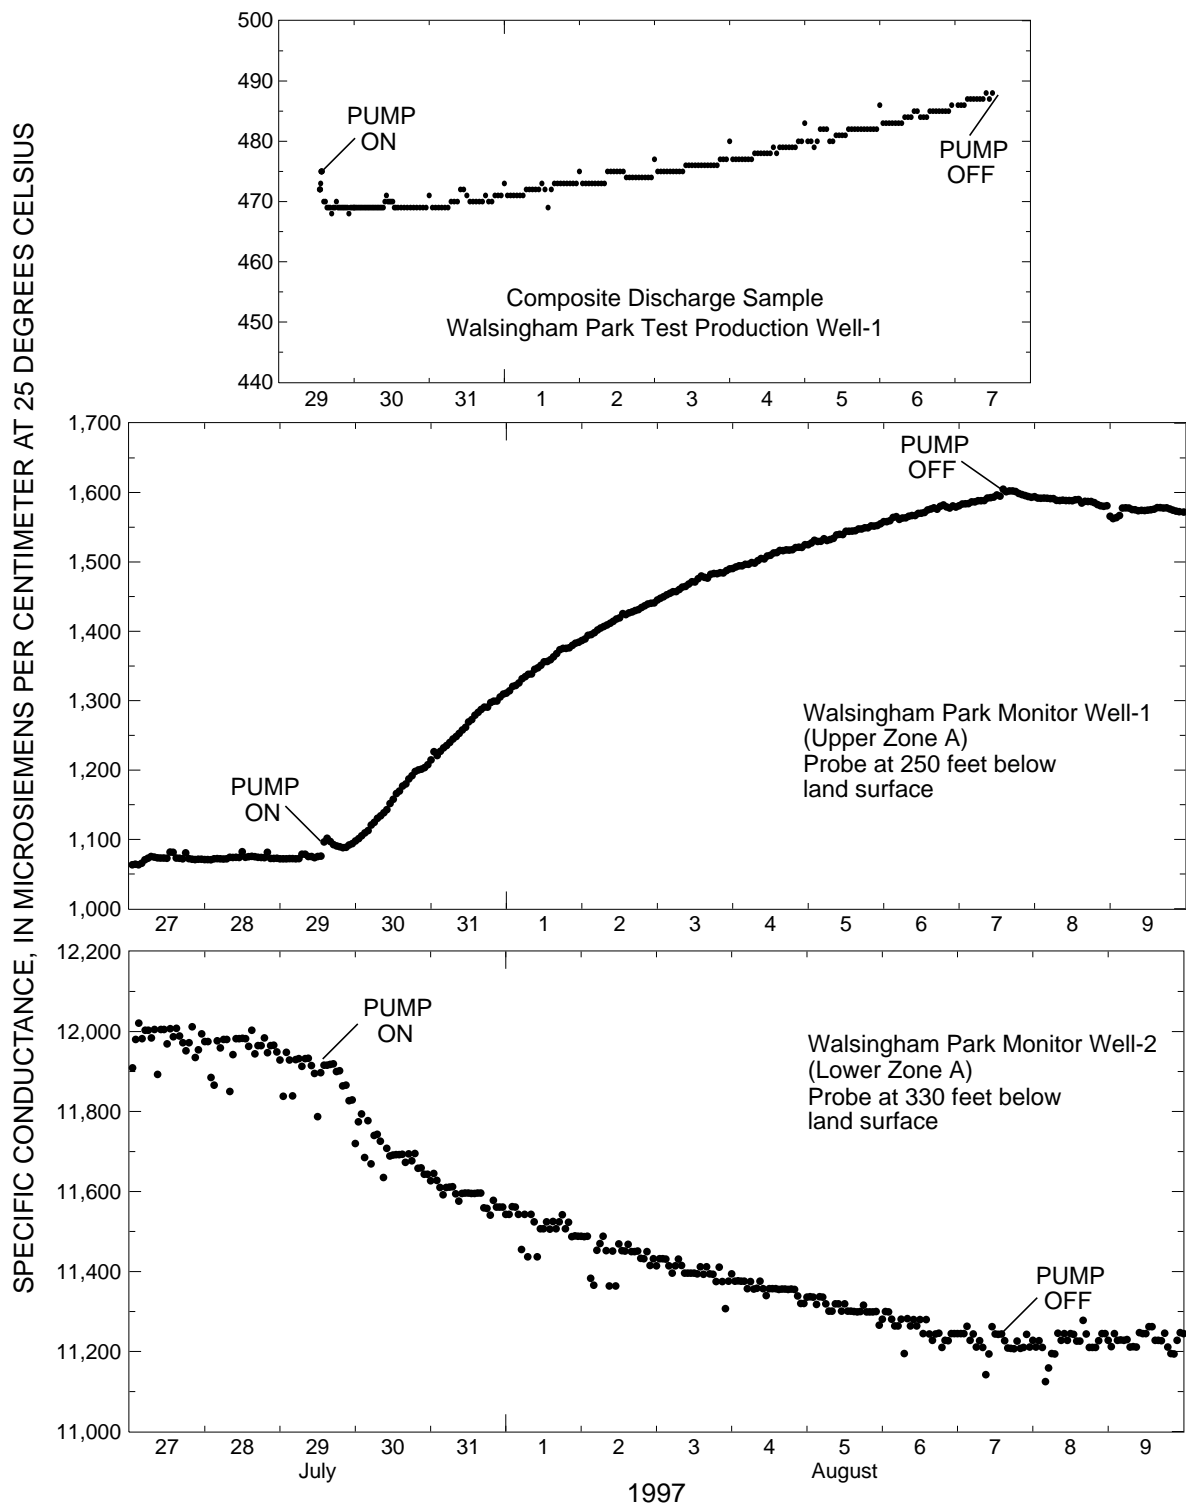 SPECIFIC CONDUCTANCE, IN MICROSIEMENS PER CENTIMETER AT 25 DEGREES CELSIUS
500
490
480
470
460
450
440
PUMP
ON
PUMP
OFF
Composite Discharge Sample
Walsingham Park Test Production Well-1
29 30 31 1 2 3 4 5 6 7
1,700
1,600
1,500
1,400
1,300
1,200
1,100
1,000
PUMP
OFF
PUMP
ON
Walsingham Park Monitor Well-1
(Upper Zone A)
Probe at 250 feet below
land surface
27 28 29 30 31 1 2 3 4 5 6 7 8 9
12,200
12,000
11,800
11,600
11,400
11,200
11,000
PUMP
ON
Walsingham Park Monitor Well-2
(Lower Zone A)
Probe at 330 feet below
land surface
PUMP
OFF
27 28 29 30 31 1 2 3 4 5 6 7 8 9
July August
1997